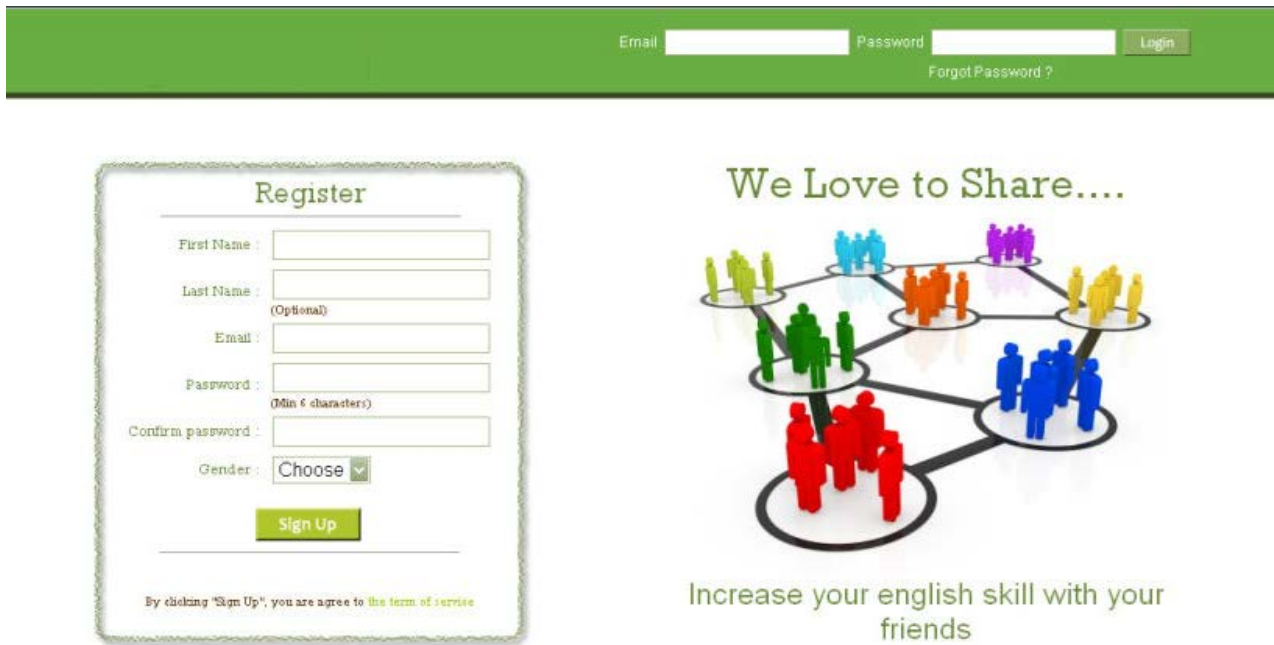 Email Password Login
Forgot Password ?
Register
First Name :
Last Name :
(Optional)
Email :
Password :
(Min 6 characters)
Confirm password :
Gender : Choose
Sign Up
By clicking "Sign Up", you are agree to the term of service
We Love to Share....
Increase your english skill with your
friends